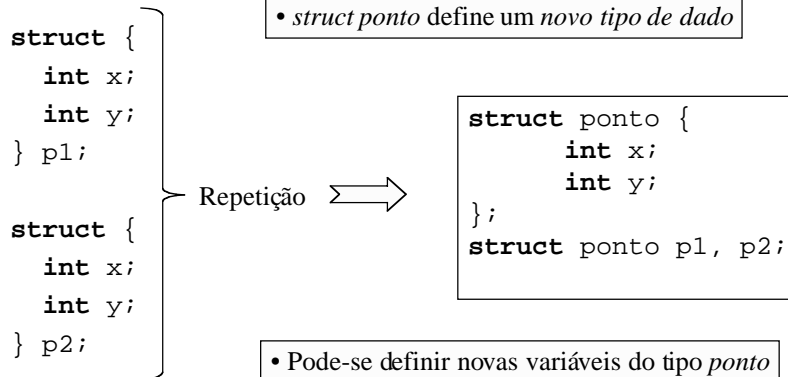 • struct ponto define um novo tipo de dado
struct {
int x;
int y;
} p1;
struct {
int x;
int y;
} p2;
Repetição
struct ponto {
int x;
int y;
};
struct ponto p1, p2;
• Pode-se definir novas variáveis do tipo ponto